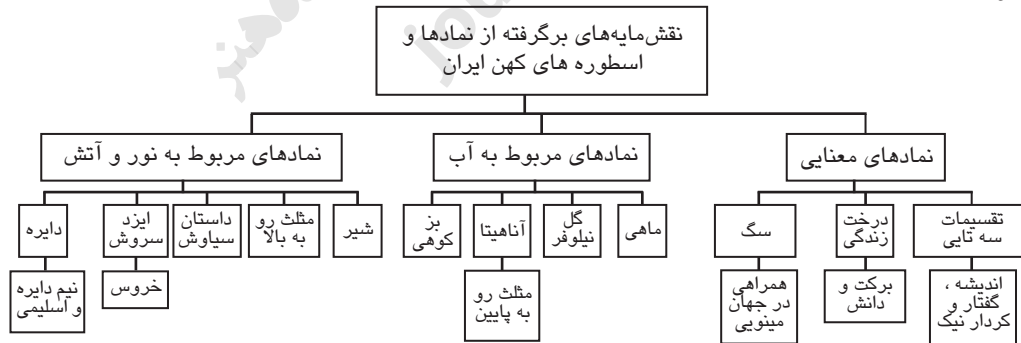 نقش‌مایه‌های برگرفته از نمادها و
اسطوره های کهن ایران
نمادهای معنایی
نمادهای مربوط به آب
نمادهای مربوط به نور و آتش
تقسیمات
سه تایی
درخت
زندگی
سگ
ماهی
گل
نیلوفر
آناهیتا
بز
کوهی
شیر
مثلث رو
به بالا
داستان
سیاوش
ایزد
سروش
دایره
اندیشه ،
گفتار و
کردار نیک
برکت و
دانش
همراهی
در جهان
مینویی
مثلث رو
به پایین
خروس
نیم دایره
و اسلیمی